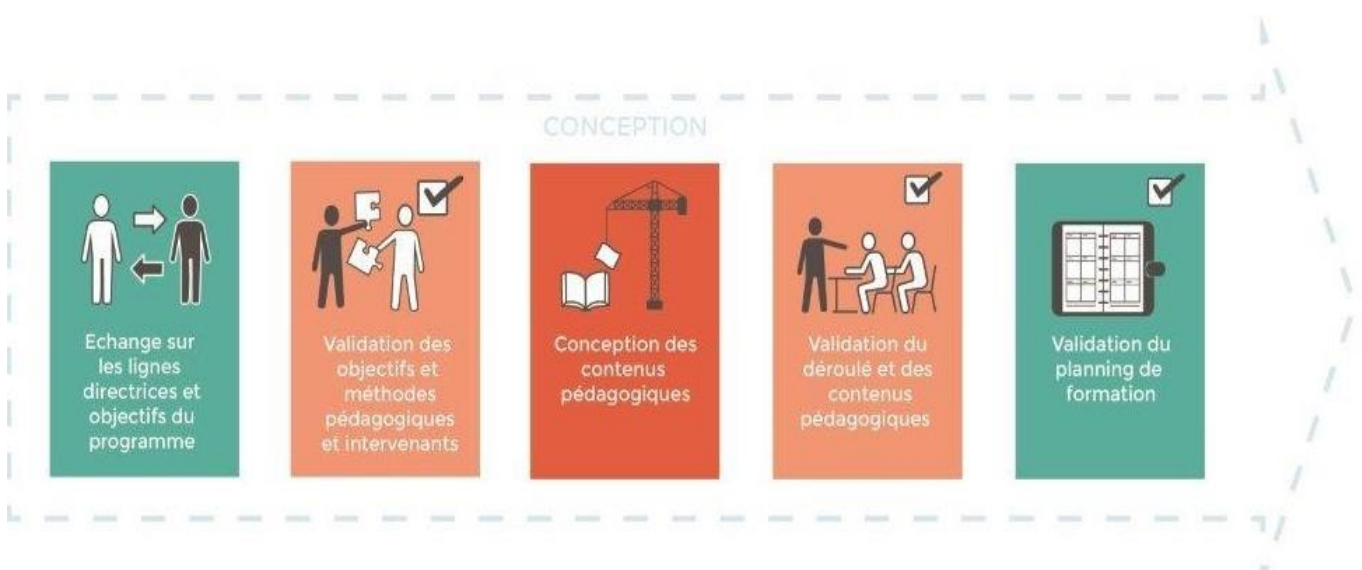 CONCEPTION
Echange sur
les lignes
directrices et
objectifs du
programme
Validation des
objectifs et
méthodes
pédagogiques
et intervenants
Conception des
contenus
pédagogiques
Validation du
déroulé et des
contenus
pédagogiques
Validation du
planning de
formation